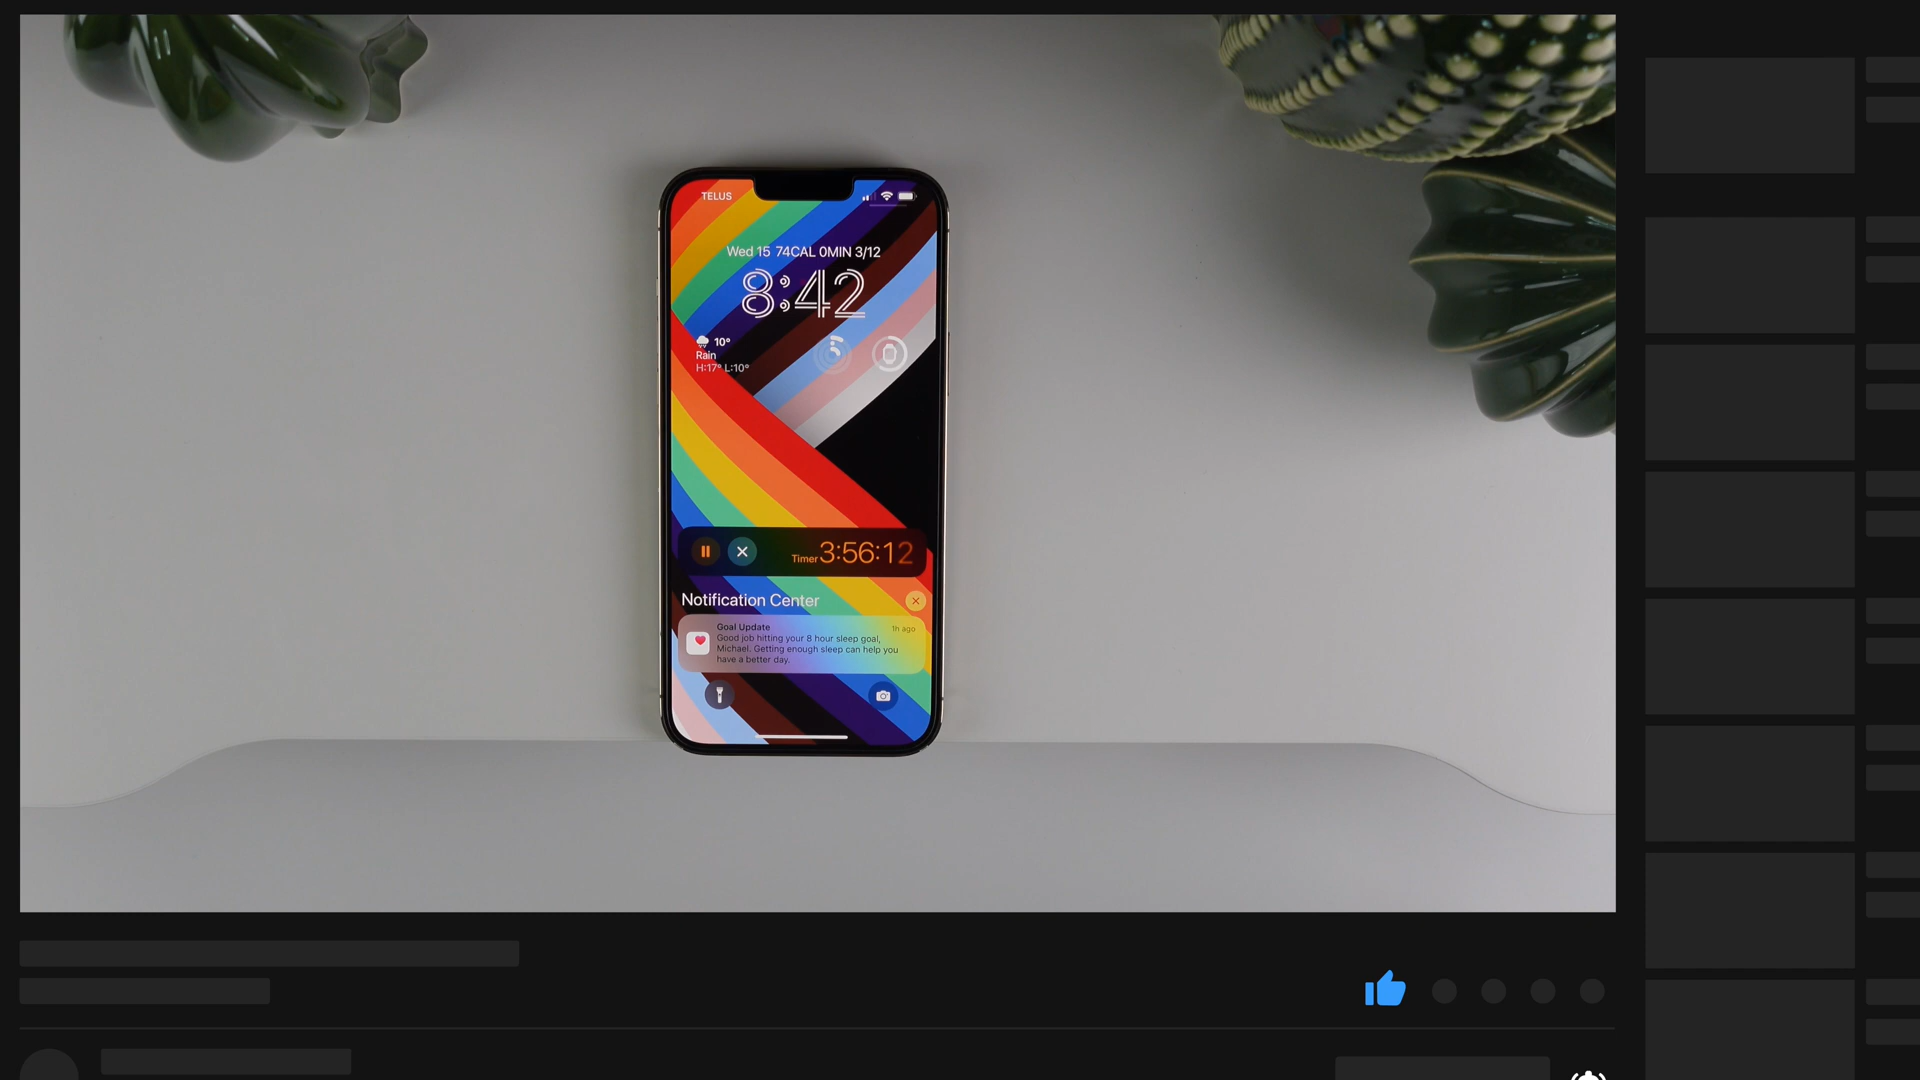 TELUS
Wed 15 74CAL 0MIN 3/12
8:42
10°
Rain
H:17° L:10°
Timer 3:56:12
Notification Center
Goal Update 1h ago
Good job hitting your 8 hour sleep goal,
Michael. Getting enough sleep can help you
have a better day.